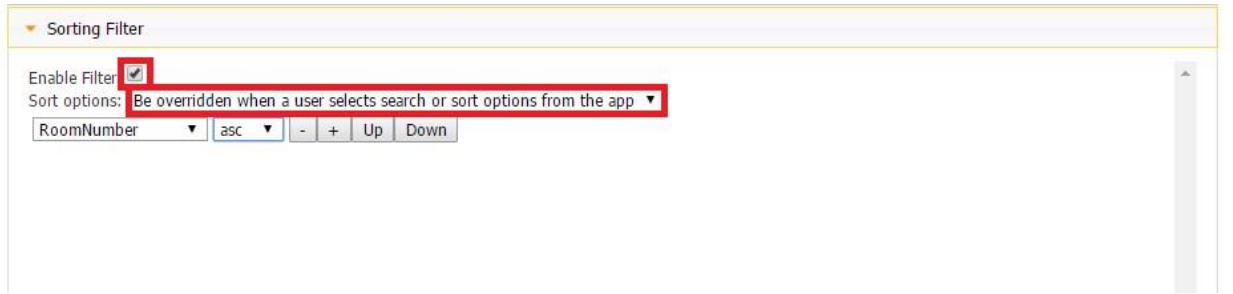 Sorting Filter
Enable Filter
Sort options: Be overridden when a user selects search or sort options from the app
RoomNumber asc - + Up Down